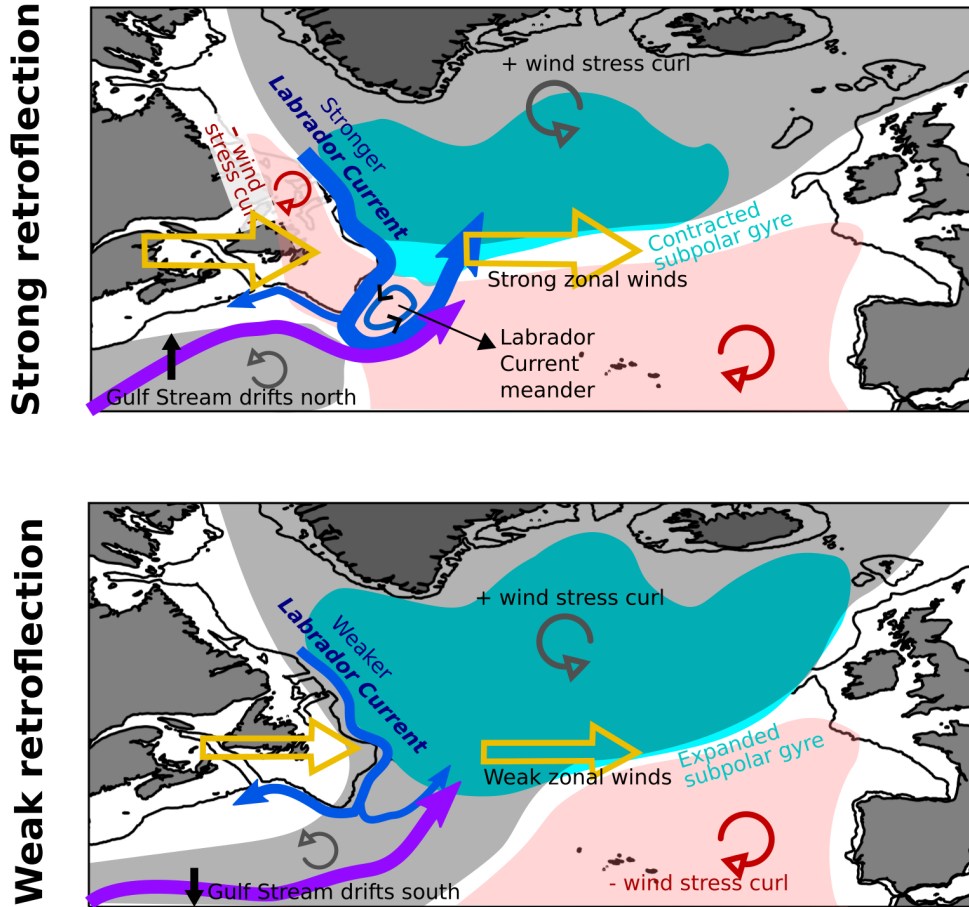 Strong retroflection
+ wind stress curl
Stronger
Labrador Current
- wind
stress curl
Contracted
subpolar gyre
Strong zonal winds
Labrador
Current
meander
Gulf Stream drifts north
Weak retroflection
+ wind stress curl
Weaker
Labrador Current
Expanded
subpolar gyre
Weak zonal winds
Gulf Stream drifts south
- wind stress curl